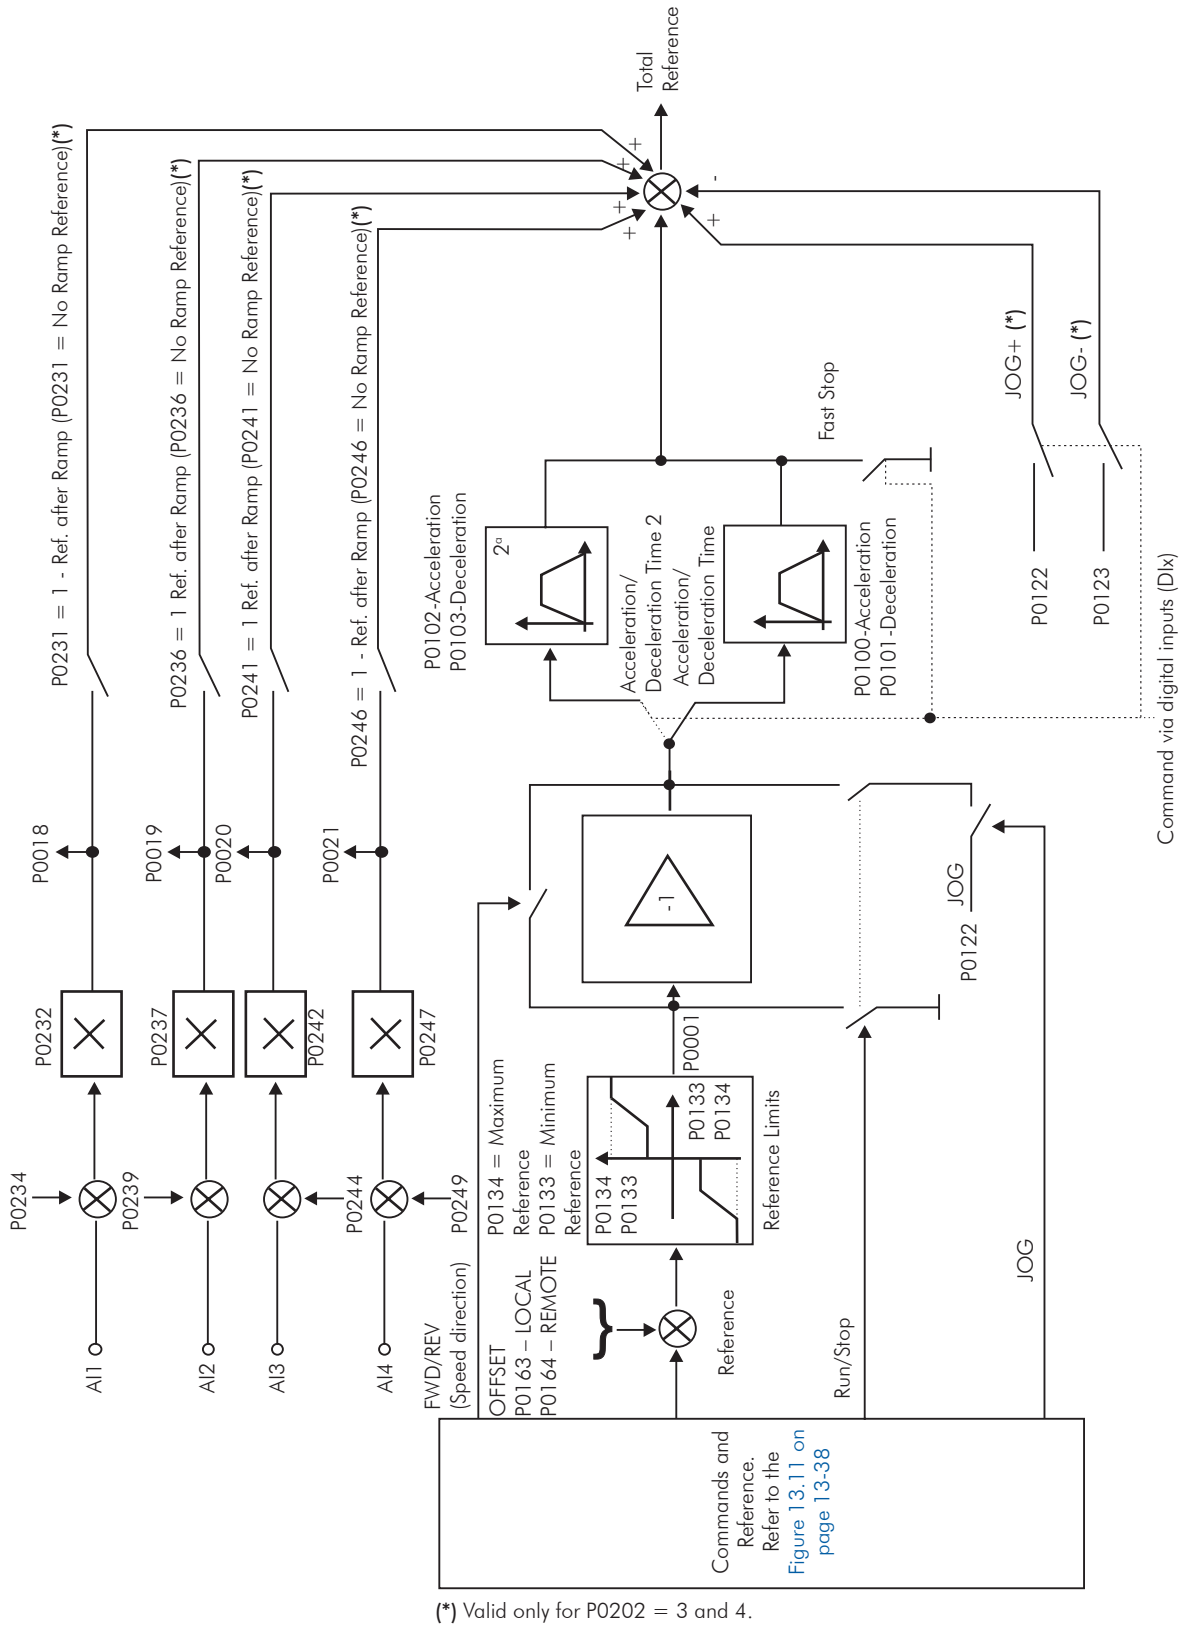 P0231 = 1 - Ref. after Ramp (P0231 = No Ramp Reference)(*)
P0236 = 1 Ref. after Ramp (P0236 = No Ramp Reference)(*)
P0241 = 1 Ref. after Ramp (P0241 = No Ramp Reference)(*)
P0246 = 1 - Ref. after Ramp (P0246 = No Ramp Reference)(*)
Total
Reference
+
+
+
+
+
-
P0018
P0019
P0020
P0021
P0232
P0237
P0242
P0247
P0234
P0239
P0244
P0249
AI1
AI2
AI3
AI4
P0102-Acceleration
P0103-Deceleration
2ª
Acceleration/
Deceleration Time 2
Acceleration/
Deceleration Time
P0100-Acceleration
P0101-Deceleration
Fast Stop
JOG+ (*)
JOG- (*)
P0122
P0123
Command via digital inputs (DIx)
-1
JOG
P0122
P0001
P0134 = Maximum
Reference
P0133 = Minimum
Reference
P0134
P0133
P0133
P0134
Reference Limits
FWD/REV
(Speed direction)
OFFSET
P0163 – LOCAL
P0164 – REMOTE
}
Reference
Run/Stop
JOG
Commands and
Reference.
Refer to the
Figure 13.11 on
page 13-38
(*) Valid only for P0202 = 3 and 4.